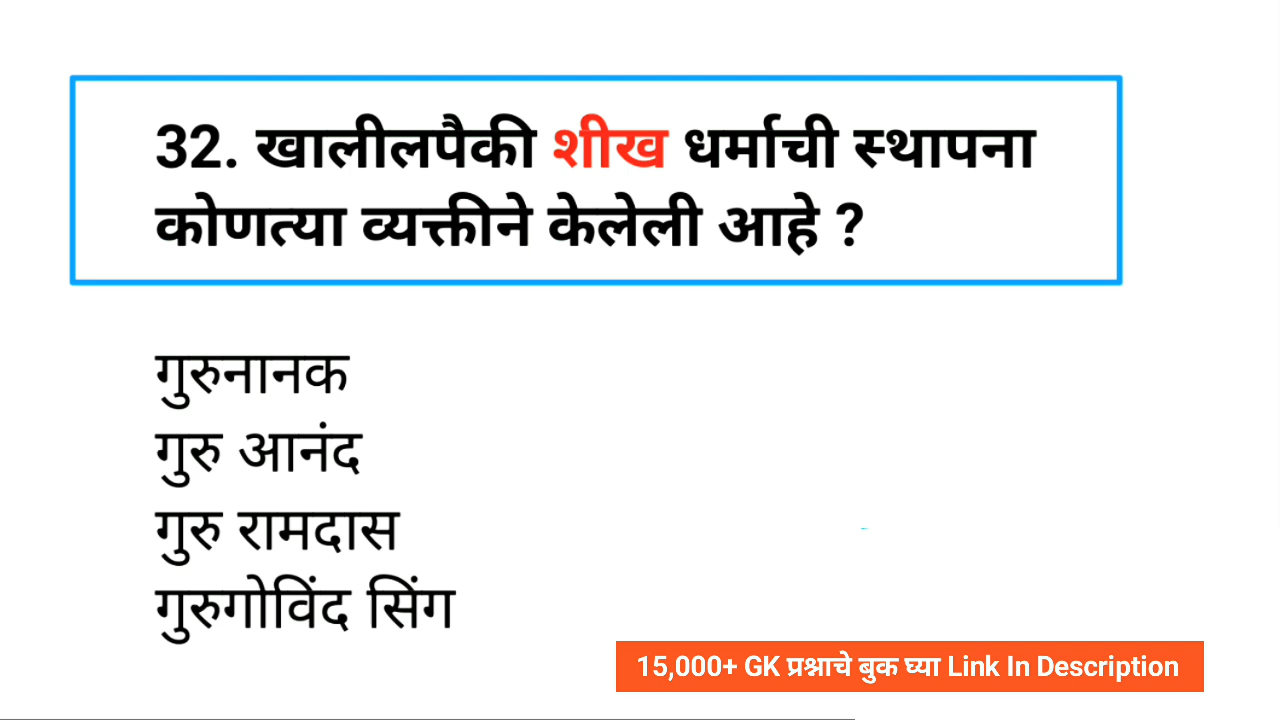 32. खालीलपैकी शीख धर्माची स्थापना
कोणत्या व्यक्तीने केलेली आहे ?
गुरुनानक
गुरु आनंद
गुरु रामदास
गुरुगोविंद सिंग
15,000+ GK प्रश्नाचे बुक घ्या Link In Description